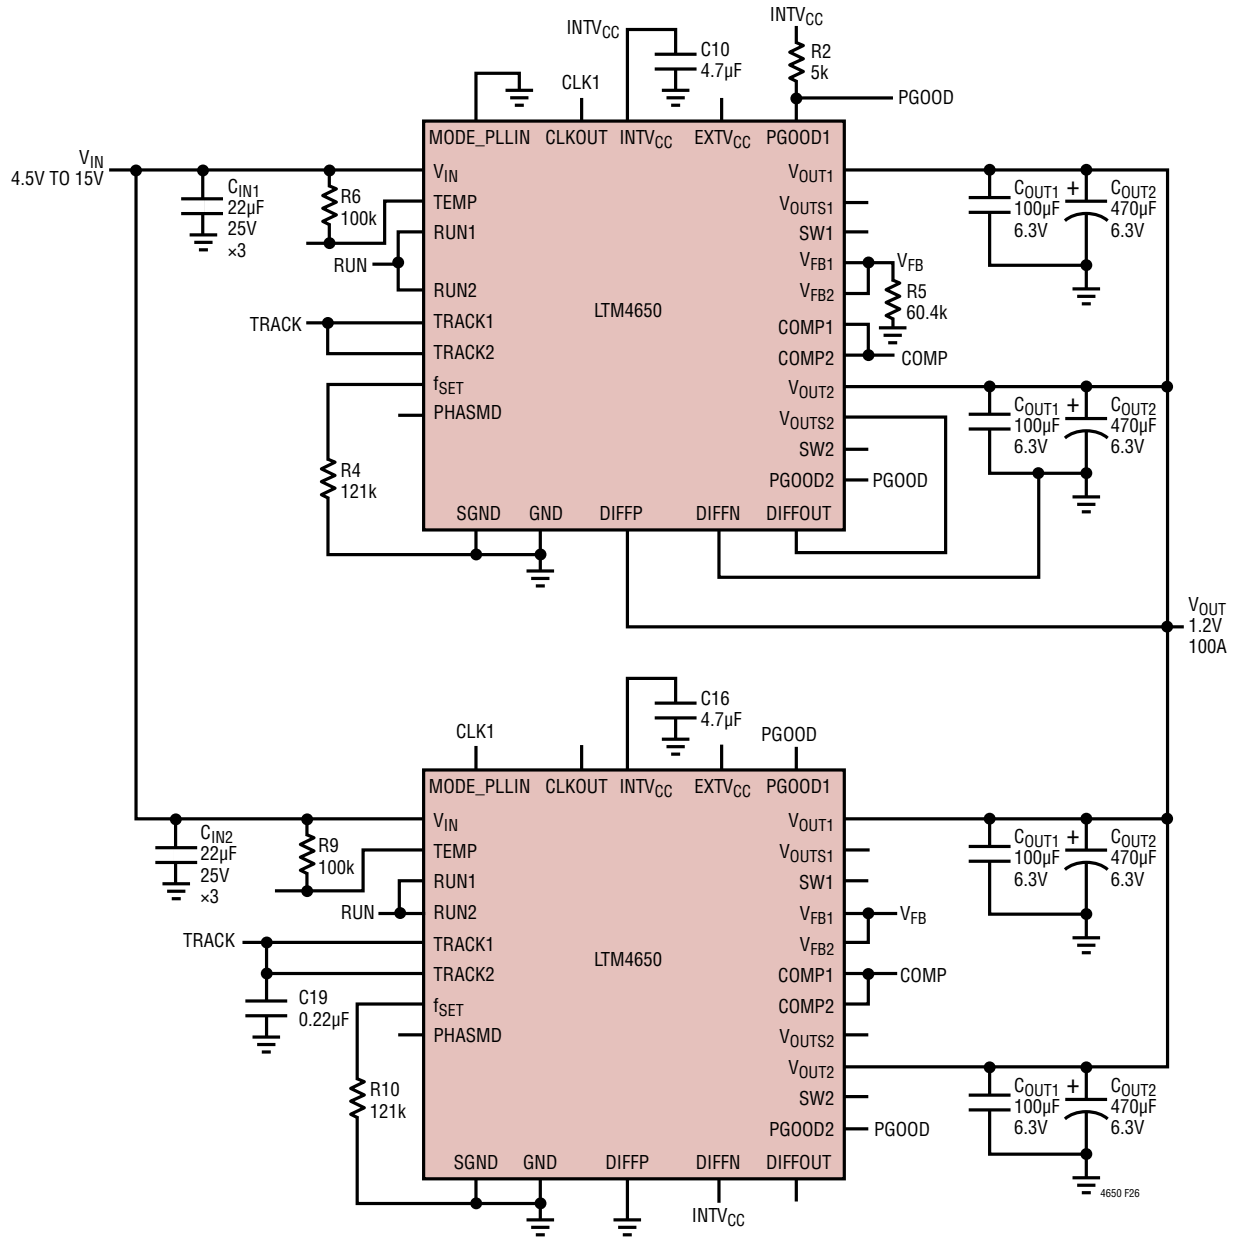 INTVCC
C10
4.7µF
INTVCC
R2
5k
PGOOD
CLK1
MODE_PLLIN
CLKOUT
INTVCC
EXTVCC
PGOOD1
VIN
4.5V TO 15V
CIN1
22µF
25V
×3
R6
100k
RUN
TRACK
R4
121k
VIN
TEMP
RUN1
RUN2
TRACK1
TRACK2
fSET
PHASMD
LTM4650
VOUT1
VOUTS1
SW1
VFB1
VFB2
COMP1
COMP2
VOUT2
VOUTS2
SW2
PGOOD2
SGND
GND
DIFFP
DIFFN
DIFFOUT
VFB
R5
60.4k
COMP
PGOOD
COUT1
100µF
6.3V
+
COUT2
470µF
6.3V
COUT1
100µF
6.3V
+
COUT2
470µF
6.3V
VOUT
1.2V
100A
C16
4.7µF
CLK1
PGOOD
MODE_PLLIN
CLKOUT
INTVCC
EXTVCC
PGOOD1
CIN2
22µF
25V
×3
R9
100k
RUN
TRACK
C19
0.22µF
R10
121k
VIN
TEMP
RUN1
RUN2
TRACK1
TRACK2
fSET
PHASMD
LTM4650
VOUT1
VOUTS1
SW1
VFB1
VFB2
COMP1
COMP2
VOUTS2
VOUT2
SW2
PGOOD2
SGND
GND
DIFFP
DIFFN
DIFFOUT
VFB
COMP
PGOOD
INTVCC
COUT1
100µF
6.3V
+
COUT2
470µF
6.3V
COUT1
100µF
6.3V
+
COUT2
470µF
6.3V
4650 F26